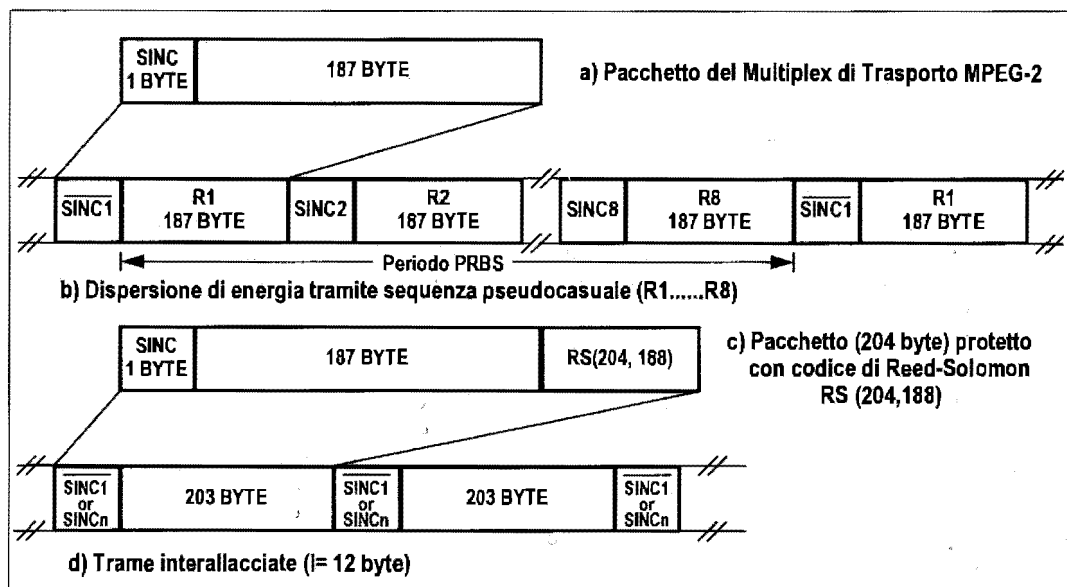 SINC
1 BYTE
187 BYTE
a) Pacchetto del Multiplex di Trasporto MPEG-2
SINC1
R1
187 BYTE
SINC2
R2
187 BYTE
SINC8
R8
187 BYTE
SINC1
R1
187 BYTE
Periodo PRBS
b) Dispersione di energia tramite sequenza pseudocasuale (R1......R8)
SINC
1 BYTE
187 BYTE
RS(204, 188)
c) Pacchetto (204 byte) protetto
con codice di Reed-Solomon
RS (204,188)
SINC1
or
SINCn
203 BYTE
SINC1
or
SINCn
203 BYTE
SINC1
or
SINCn
d) Trame interallacciate (I= 12 byte)